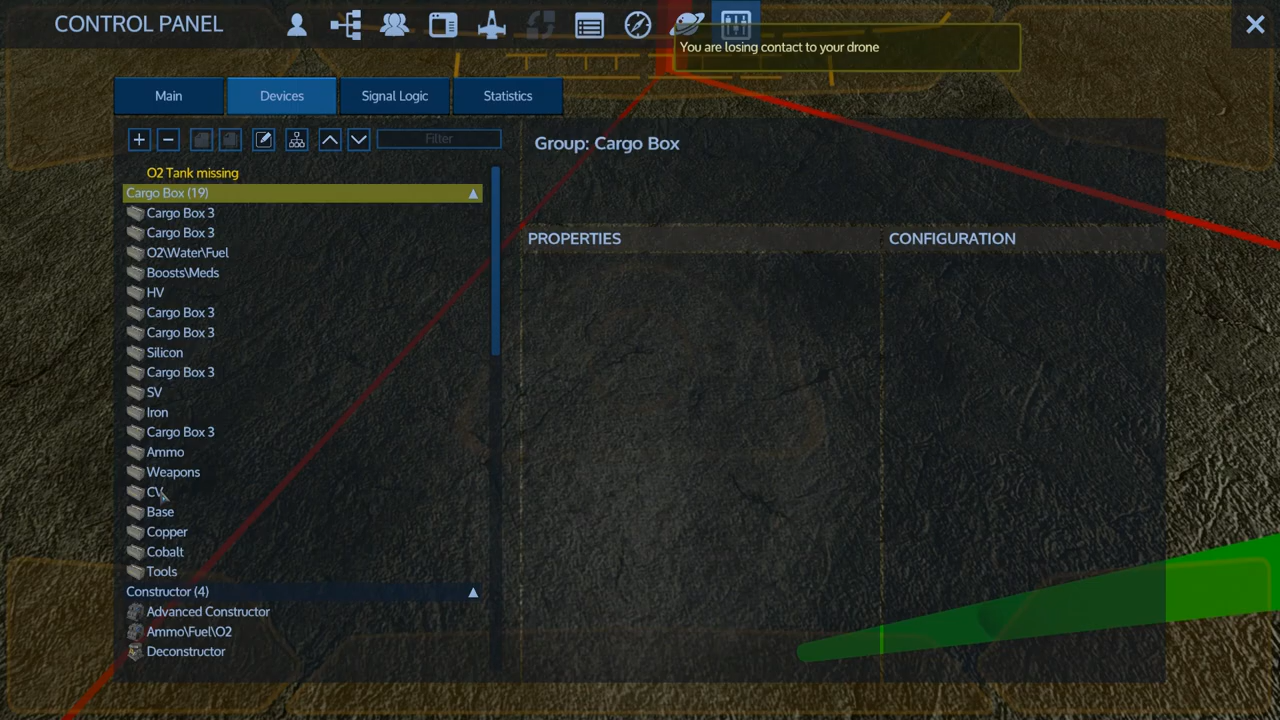 CONTROL PANEL
You are losing contact to your drone
Main
Devices
Signal Logic
Statistics
Filter
Group: Cargo Box
O2 Tank missing
Cargo Box (19)
Cargo Box 3
Cargo Box 3
O2\Water\Fuel
Boosts\Meds
HV
Cargo Box 3
Cargo Box 3
Silicon
Cargo Box 3
SV
Iron
Cargo Box 3
Ammo
Weapons
CV
Base
Copper
Cobalt
Tools
Constructor (4)
Advanced Constructor
Ammo\Fuel\O2
Deconstructor
PROPERTIES
CONFIGURATION